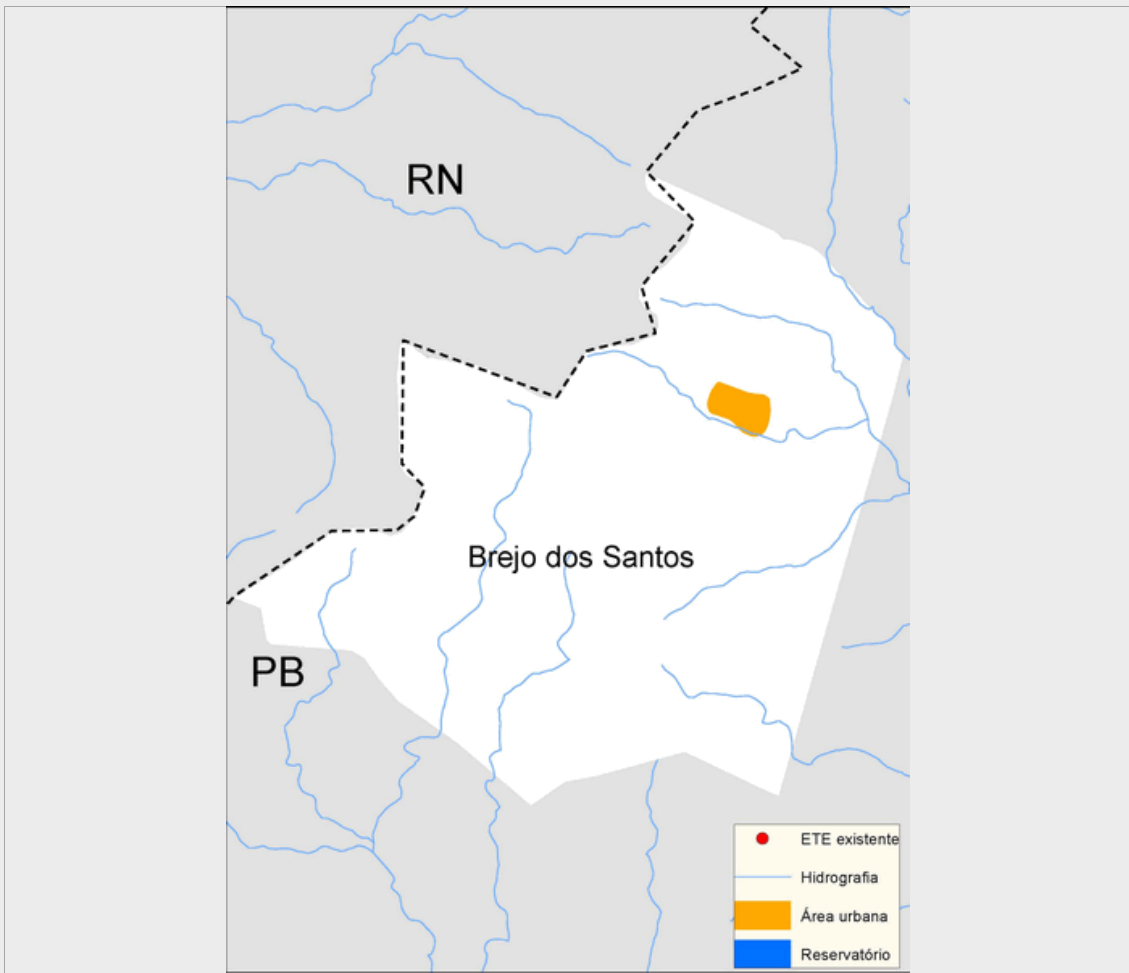 RN
Brejo dos Santos
PB
ETE existente
Hidrografia
Área urbana
Reservatório